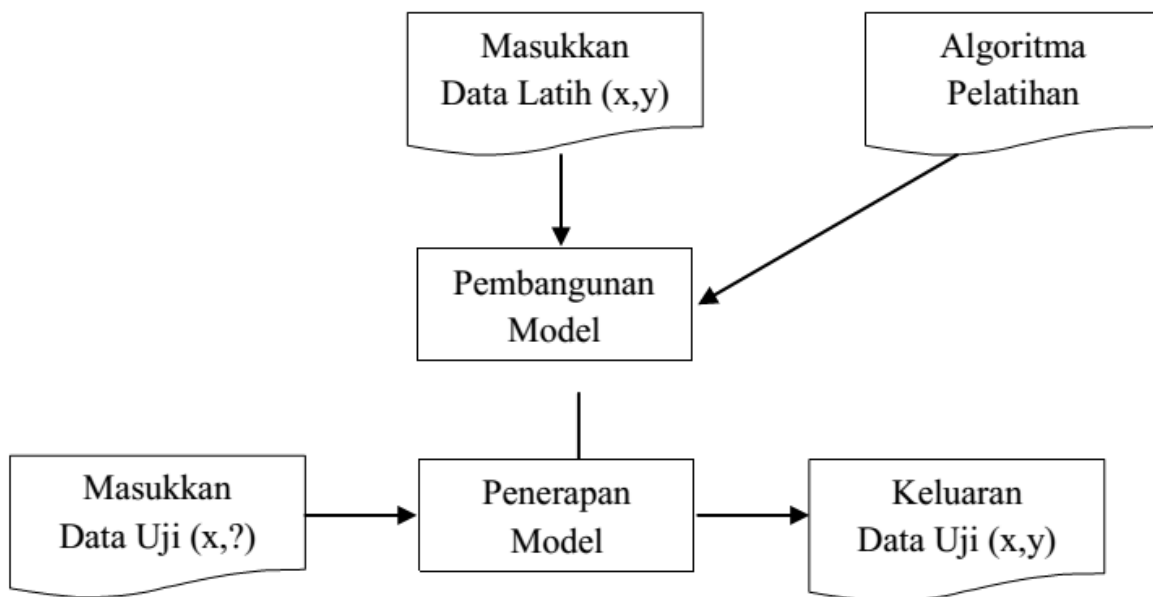 Masukkan
Data Latih (x,y)
Algoritma
Pelatihan
Pembangunan
Model
Masukkan
Data Uji (x,?)
Penerapan
Model
Keluaran
Data Uji (x,y)